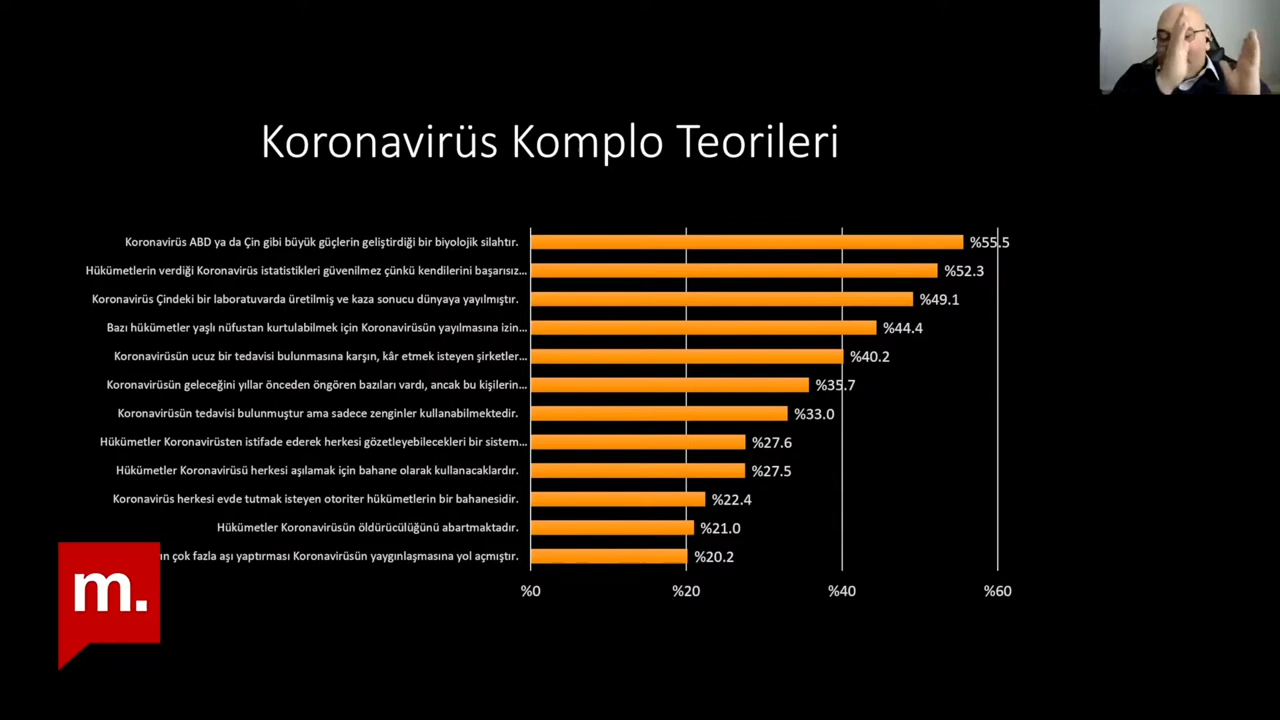 Koronavirüs Komplo Teorileri
Koronavirüs ABD ya da Çin gibi büyük güçlerin geliştirdiği bir biyolojik silahtır. %55.5
Hükümetlerin verdiği Koronavirüs istatistikleri güvenilmez çünkü kendilerini başarısız... %52.3
Koronavirüs Çindeki bir laboratuvarda üretilmiş ve kaza sonucu dünyaya yayılmıştır. %49.1
Bazı hükümetler yaşlı nüfustan kurtulabilmek için Koronavirüsün yayılmasına izin... %44.4
Koronavirüsün ucuz bir tedavisi bulunmasına karşın, kâr etmek isteyen şirketler... %40.2
Koronavirüsün geleceğini yıllar önceden öngören bazıları vardı, ancak bu kişilerin... %35.7
Koronavirüsün tedavisi bulunmuştur ama sadece zenginler kullanabilmektedir. %33.0
Hükümetler Koronavirüsten istifade ederek herkesi gözetleyebilecekleri bir sistem... %27.6
Hükümetler Koronavirüsü herkesi aşılamak için bahane olarak kullanacaklardır. %27.5
Koronavirüs herkesi evde tutmak isteyen otoriter hükümetlerin bir bahanesidir. %22.4
Hükümetler Koronavirüsün öldürücülüğünü abartmaktadır. %21.0
çok fazla aşı yaptırması Koronavirüsün yaygınlaşmasına yol açmıştır. %20.2
%0 %20 %40 %60
m.